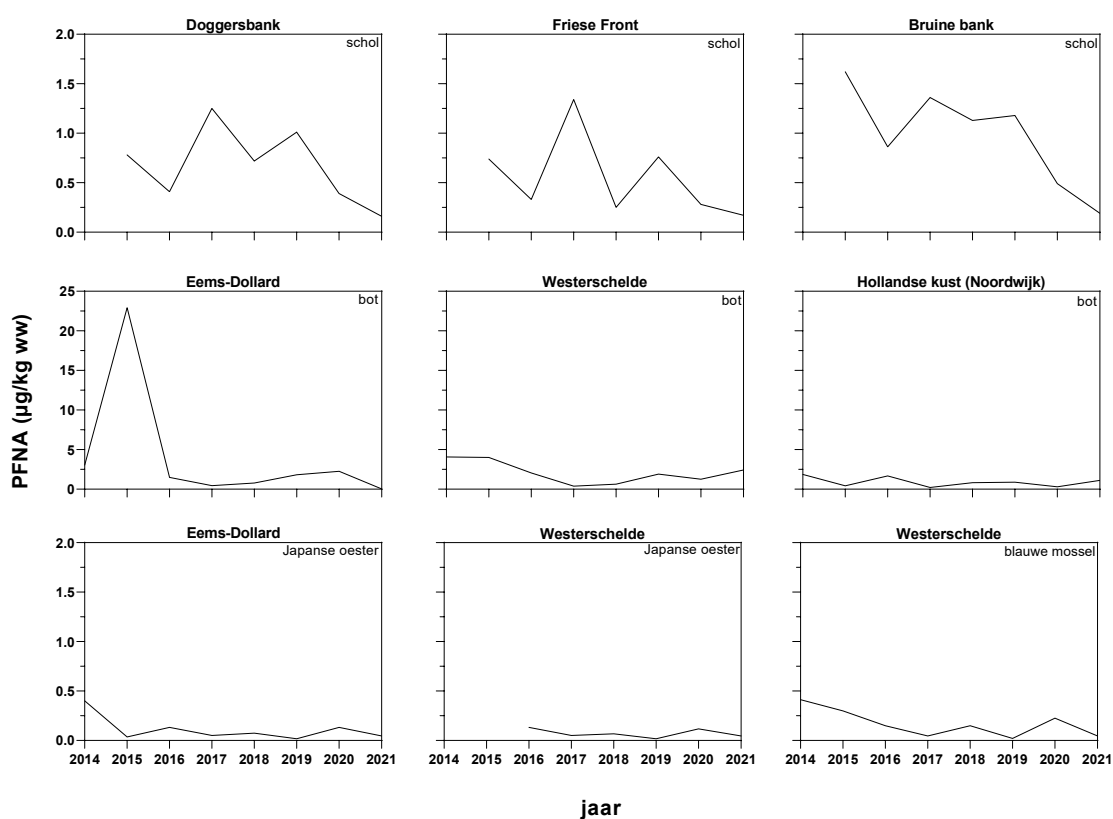 Doggersbank Friese Front Bruine bank
2.0 schol schol schol
1.5
1.0
0.5
0.0
Eems-Dollard Westerschelde Hollandse kust (Noordwijk)
25 bot bot bot
20
15
10
5
0
PFNA (µg/kg ww)
Eems-Dollard Westerschelde Westerschelde
2.0 Japanse oester Japanse oester blauwe mossel
1.5
1.0
0.5
0.0
2014 2015 2016 2017 2018 2019 2020 2021 2014 2015 2016 2017 2018 2019 2020 2021 2014 2015 2016 2017 2018 2019 2020 2021
jaar